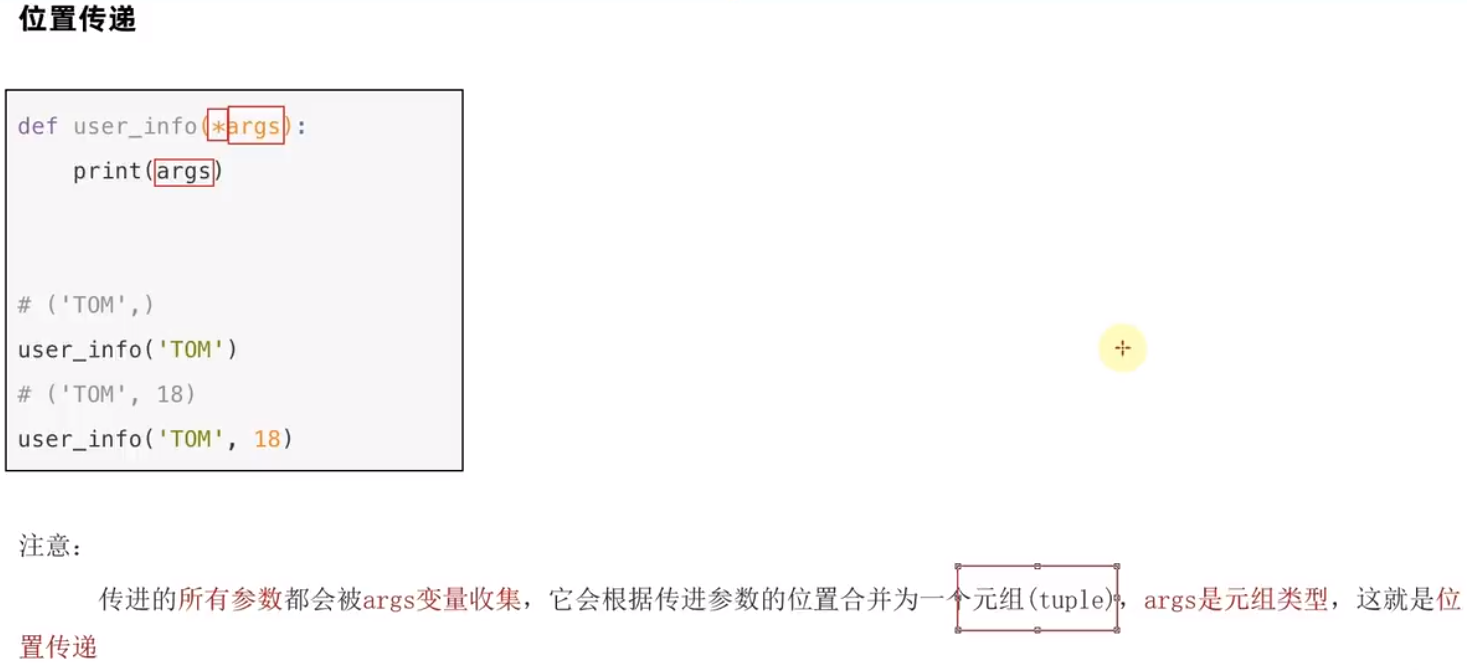 位置传递
def user_info(*args):
    print(args)
# ('TOM',)
user_info('TOM')
# ('TOM', 18)
user_info('TOM', 18)
注意：
传进的所有参数都会被args变量收集，它会根据传进参数的位置合并为一个元组(tuple)，args是元组类型，这就是位
置传递